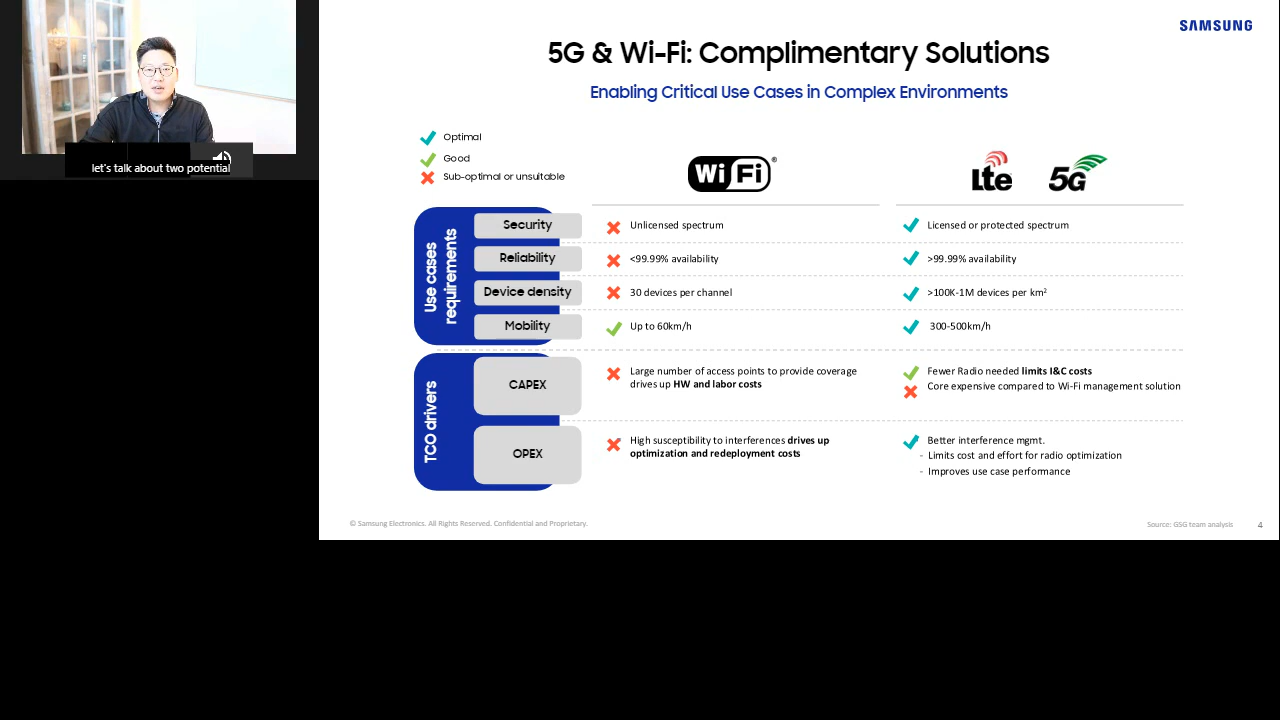 let's talk about two potential
SAMSUNG
5G & Wi-Fi: Complimentary Solutions
Enabling Critical Use Cases in Complex Environments
Optimal
Good
Sub-optimal or unsuitable
Wi Fi®
Lte 5G
Use cases
requirements
Security
Unlicensed spectrum
Licensed or protected spectrum
Reliability
<99.99% availability
>99.99% availability
Device density
30 devices per channel
>100K-1M devices per km²
Mobility
Up to 60km/h
300-500km/h
TCO drivers
CAPEX
Large number of access points to provide coverage
drives up HW and labor costs
Fewer Radio needed limits I&C costs
Core expensive compared to Wi-Fi management solution
OPEX
High susceptibility to interferences drives up
optimization and redeployment costs
Better interference mgmt.
- Limits cost and effort for radio optimization
- Improves use case performance
© Samsung Electronics. All Rights Reserved. Confidential and Proprietary.
Source: GSG team analysis
4